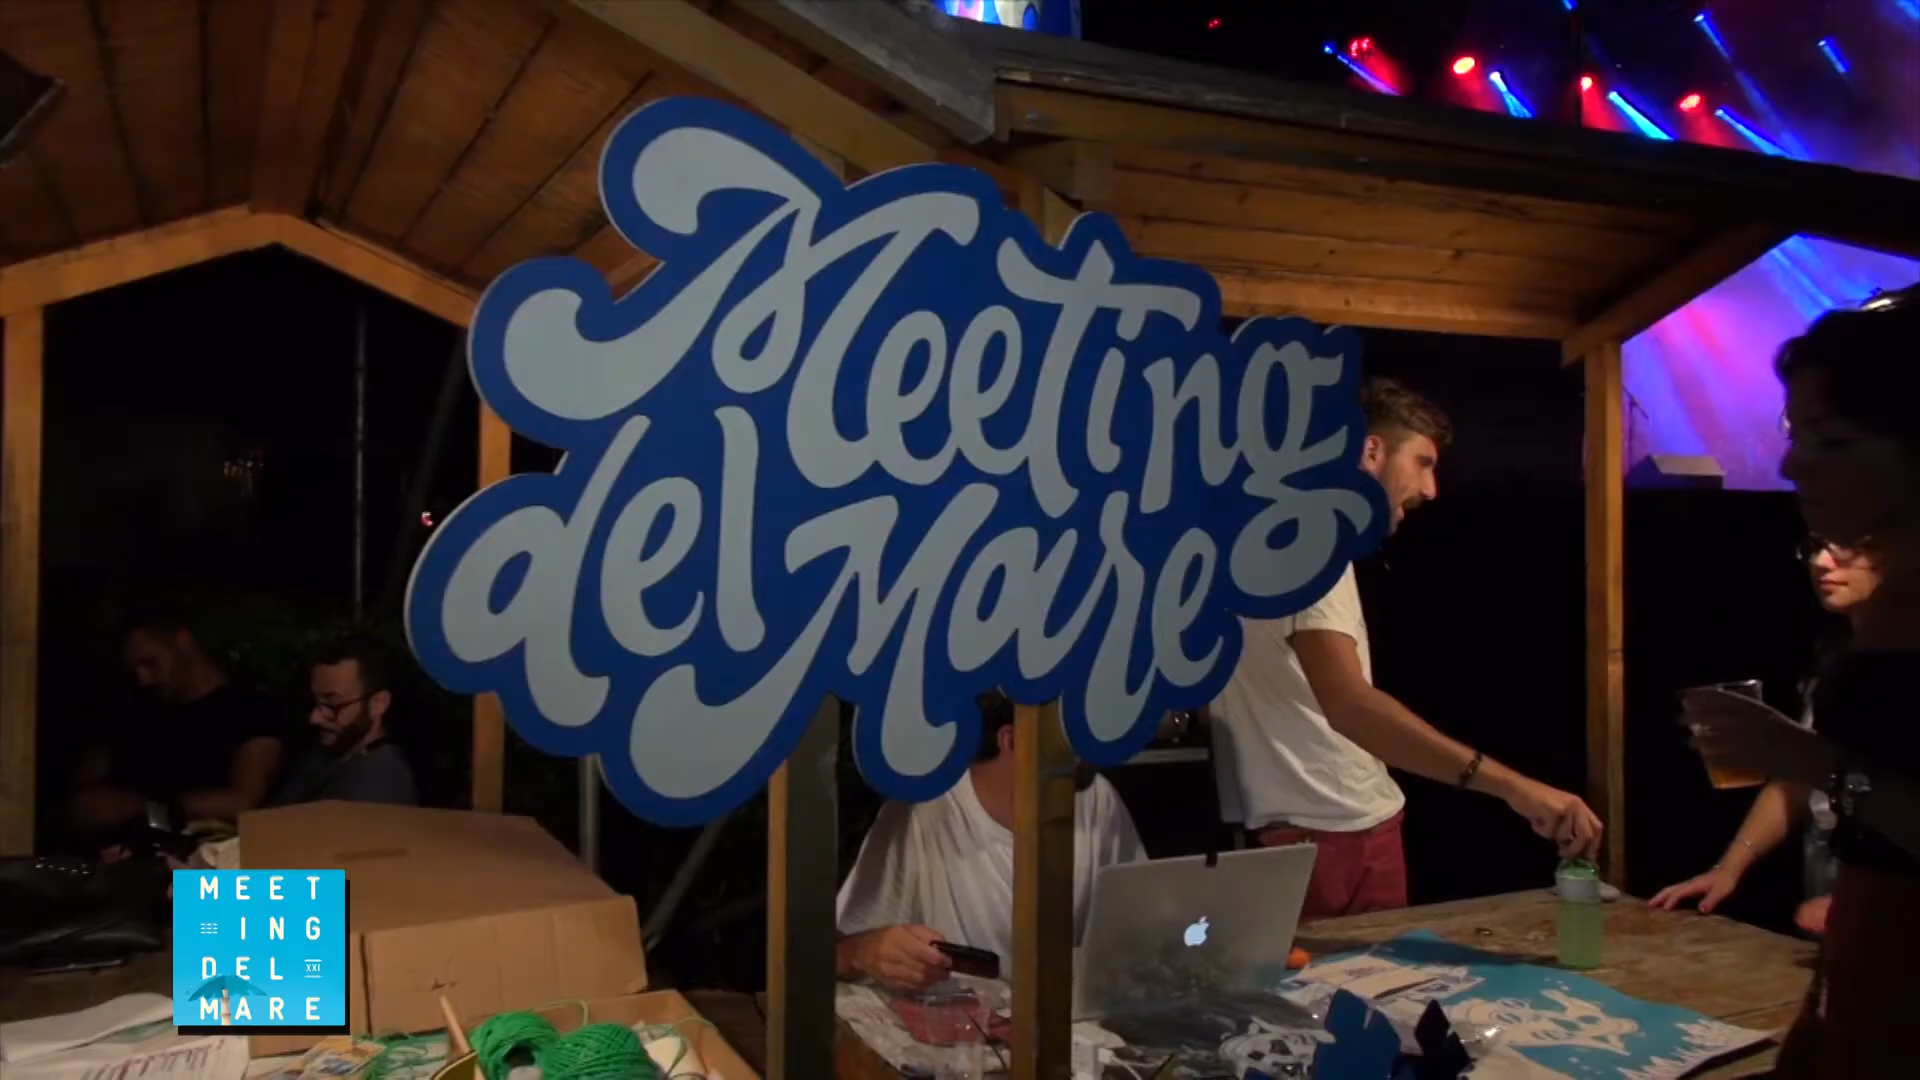 Meeting
del Mare
MEET
ING
DEL XXI
MARE